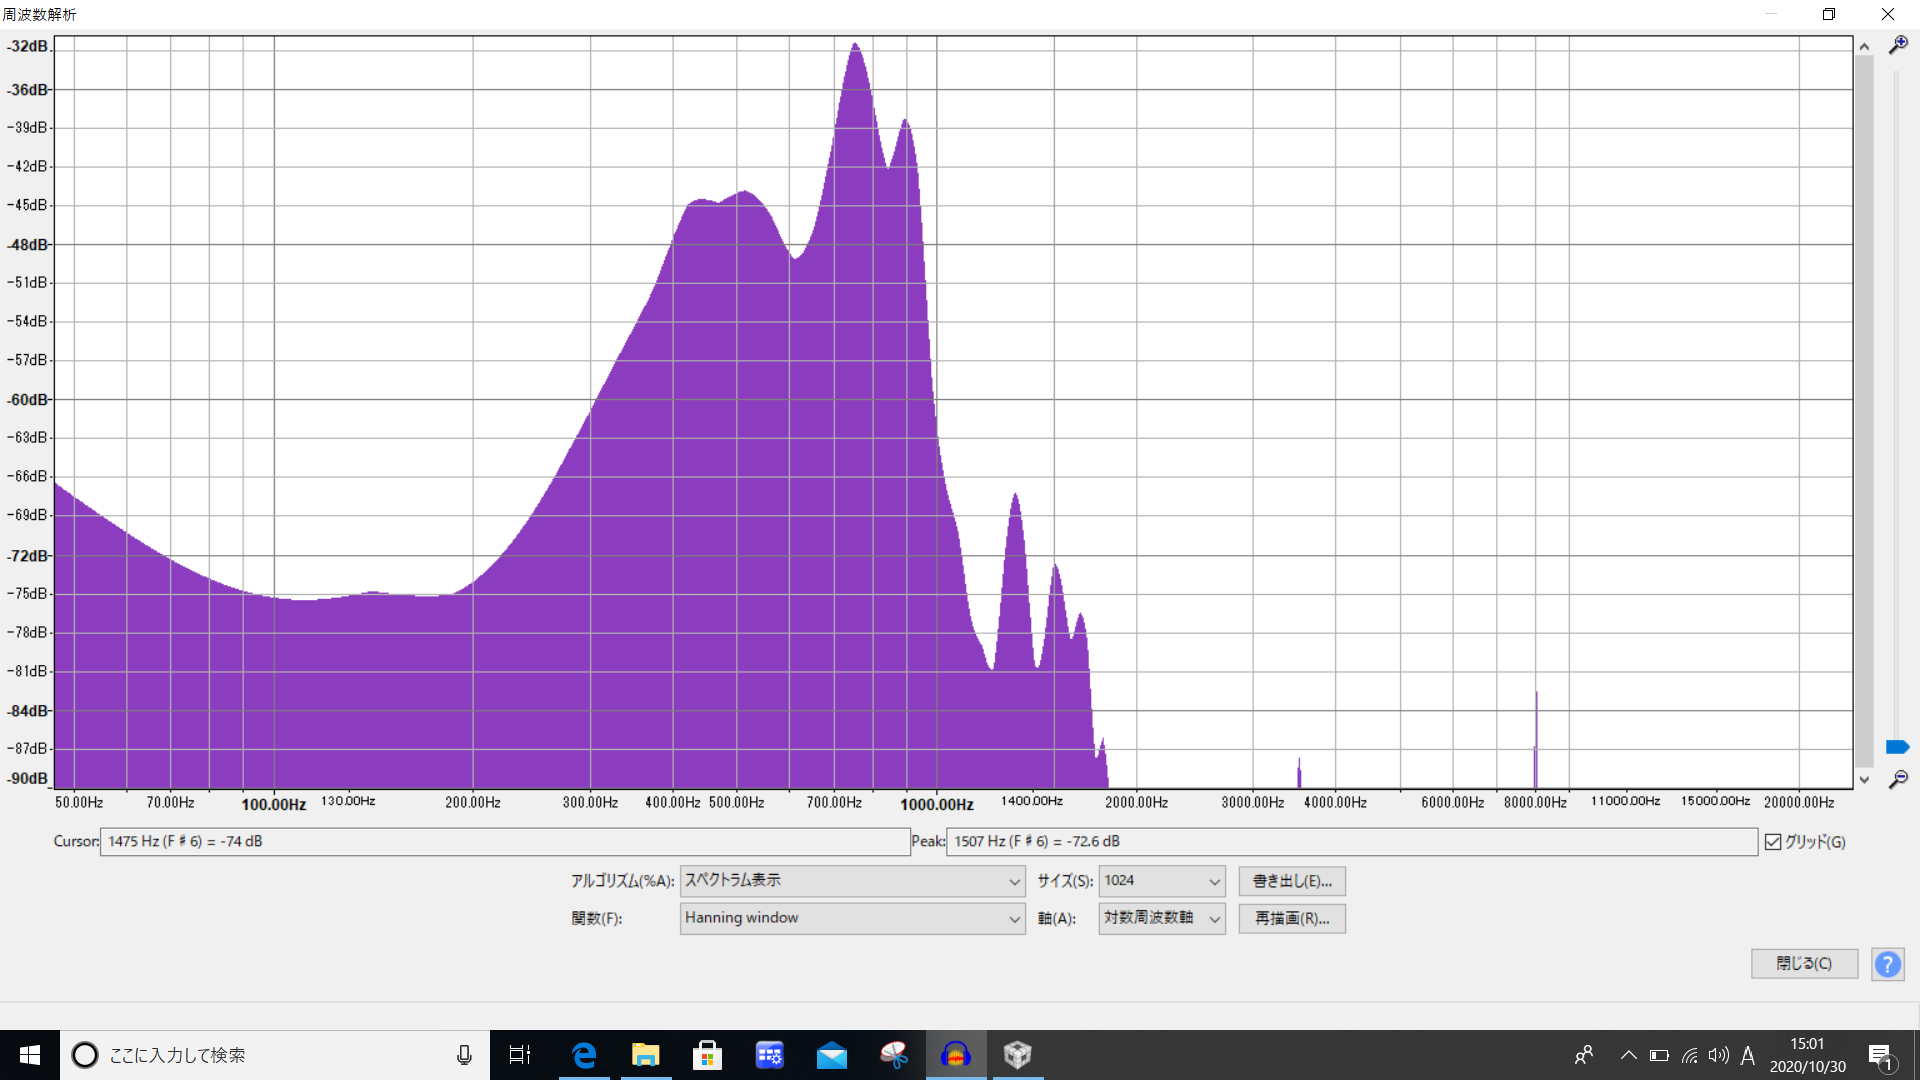 周波数解析
-32dB
-36dB
-39dB
-42dB
-45dB
-48dB
-51dB
-54dB
-57dB
-60dB
-63dB
-66dB
-69dB
-72dB
-75dB
-78dB
-81dB
-84dB
-87dB
-90dB
50.00Hz 70.00Hz 100.00Hz 130.00Hz 200.00Hz 300.00Hz 400.00Hz 500.00Hz 700.00Hz 1000.00Hz 1400.00Hz 2000.00Hz 3000.00Hz 4000.00Hz 6000.00Hz 8000.00Hz 11000.00Hz 15000.00Hz 20000.00Hz
Cursor: 1475 Hz (F♯6) = -74 dB Peak: 1507 Hz (F♯6) = -72.6 dB グリッド(G)
アルゴリズム(%A): スペクトラム表示 サイズ(S): 1024 書き出し(E)...
関数(F): Hanning window 軸(A): 対数周波数軸 再描画(R)...
閉じる(C) ?
ここに入力して検索 A 15:01
2020/10/30 1